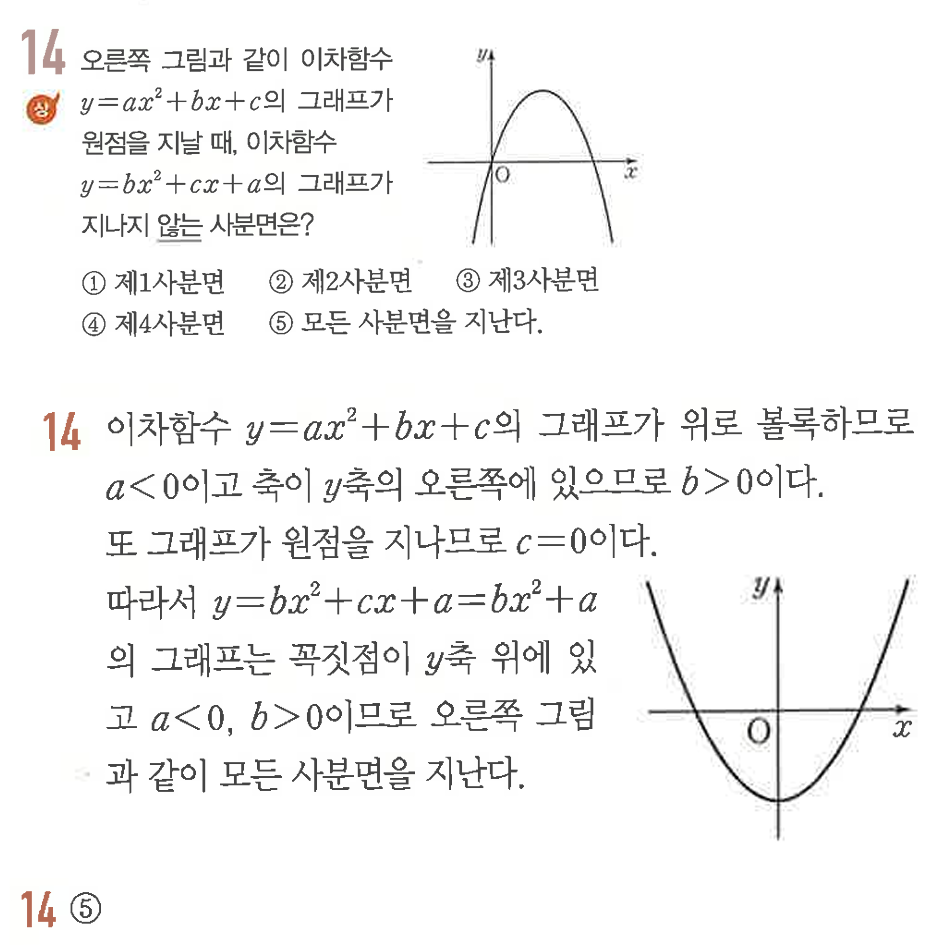 14 오른쪽 그림과 같이 이차함수
상 y=ax²+bx+c의 그래프가
원점을 지날 때, 이차함수
y=bx²+cx+a의 그래프가
지나지 않는 사분면은?
y
O
x
① 제1사분면 ② 제2사분면 ③ 제3사분면
④ 제4사분면 ⑤ 모든 사분면을 지난다.
14 이차함수 y=ax²+bx+c의 그래프가 위로 볼록하므로
a<0이고 축이 y축의 오른쪽에 있으므로 b>0이다.
또 그래프가 원점을 지나므로 c=0이다.
따라서 y=bx²+cx+a=bx²+a
의 그래프는 꼭짓점이 y축 위에 있
고 a<0, b>0이므로 오른쪽 그림
과 같이 모든 사분면을 지난다.
y
O
x
14 ⑤